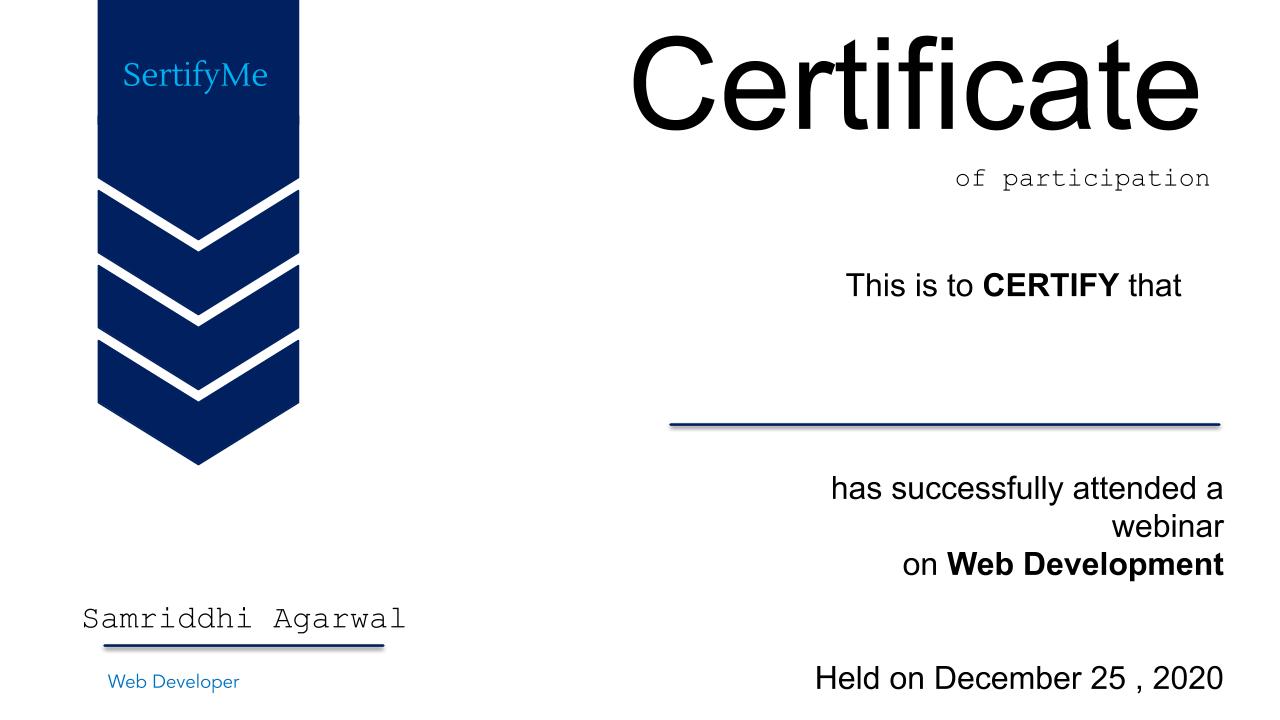 SertifyMe
Certificate
of participation
This is to CERTIFY that
has successfully attended a
webinar
on Web Development
Samriddhi Agarwal
Web Developer
Held on December 25 , 2020